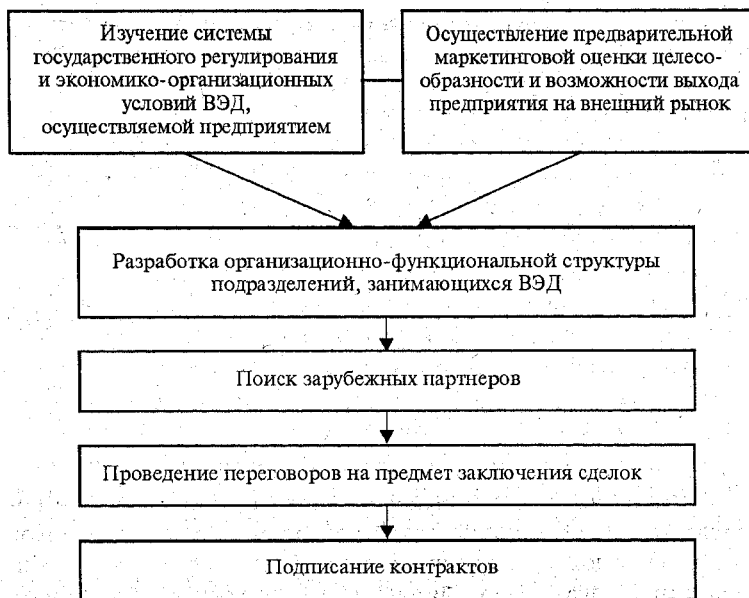 Изучение системы
государственного регулирования
и экономико-организационных
условий ВЭД,
осуществляемой предприятием
Осуществление предварительной
маркетинговой оценки целесо-
образности и возможности выхода
предприятия на внешний рынок
Разработка организационно-функциональной структуры
подразделений, занимающихся ВЭД
Поиск зарубежных партнеров
Проведение переговоров на предмет заключения сделок
Подписание контрактов